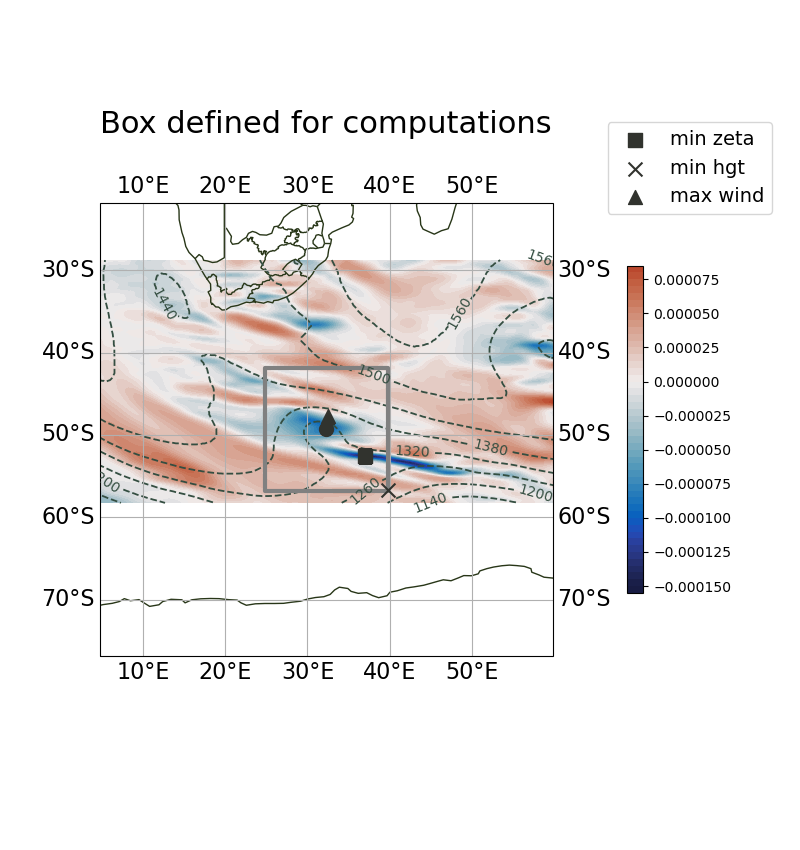 Box defined for computations
min zeta
min hgt
max wind
10°E 20°E 30°E 40°E 50°E
30°S 30°S
40°S 40°S
50°S 50°S
60°S 60°S
70°S 70°S
10°E 20°E 30°E 40°E 50°E
1440
1560
1500
1320
1380
1260
1140
1200
0.000075
0.000050
0.000025
0.000000
−0.000025
−0.000050
−0.000075
−0.000100
−0.000125
−0.000150